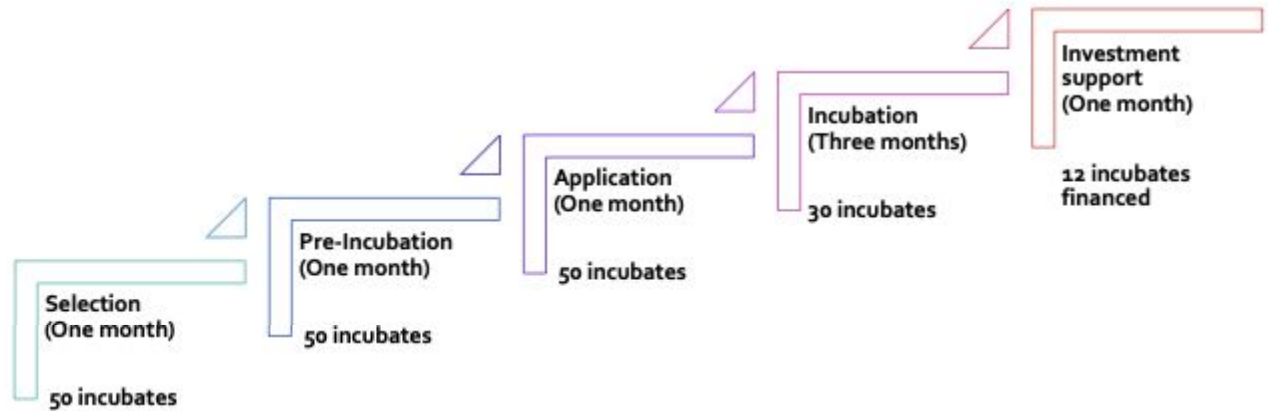 Selection
(One month)
50 incubates
Pre-Incubation
(One month)
50 incubates
Application
(One month)
50 incubates
Incubation
(Three months)
30 incubates
Investment
support
(One month)
12 incubates
financed